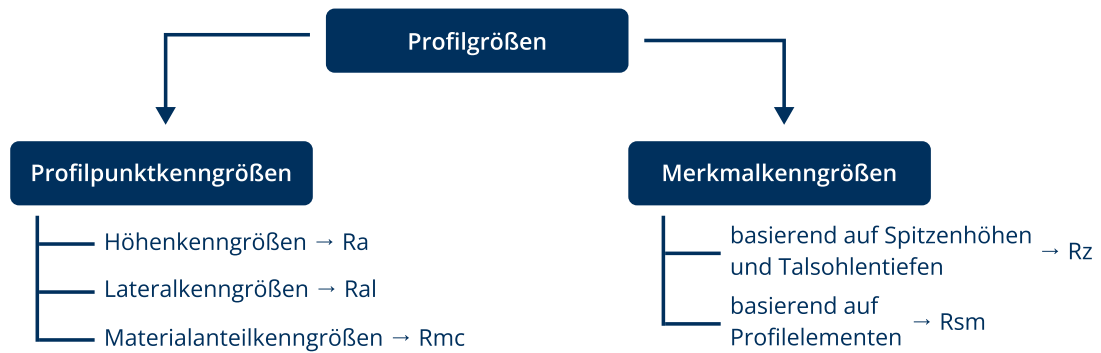 Profilgrößen
Profilpunktkenngrößen
Höhenkenngrößen → Ra
Lateralkenngrößen → Ral
Materialanteilkenngrößen → Rmc
Merkmalkenngrößen
basierend auf Spitzenhöhen
und Talsohlentiefen → Rz
basierend auf
Profilelementen → Rsm